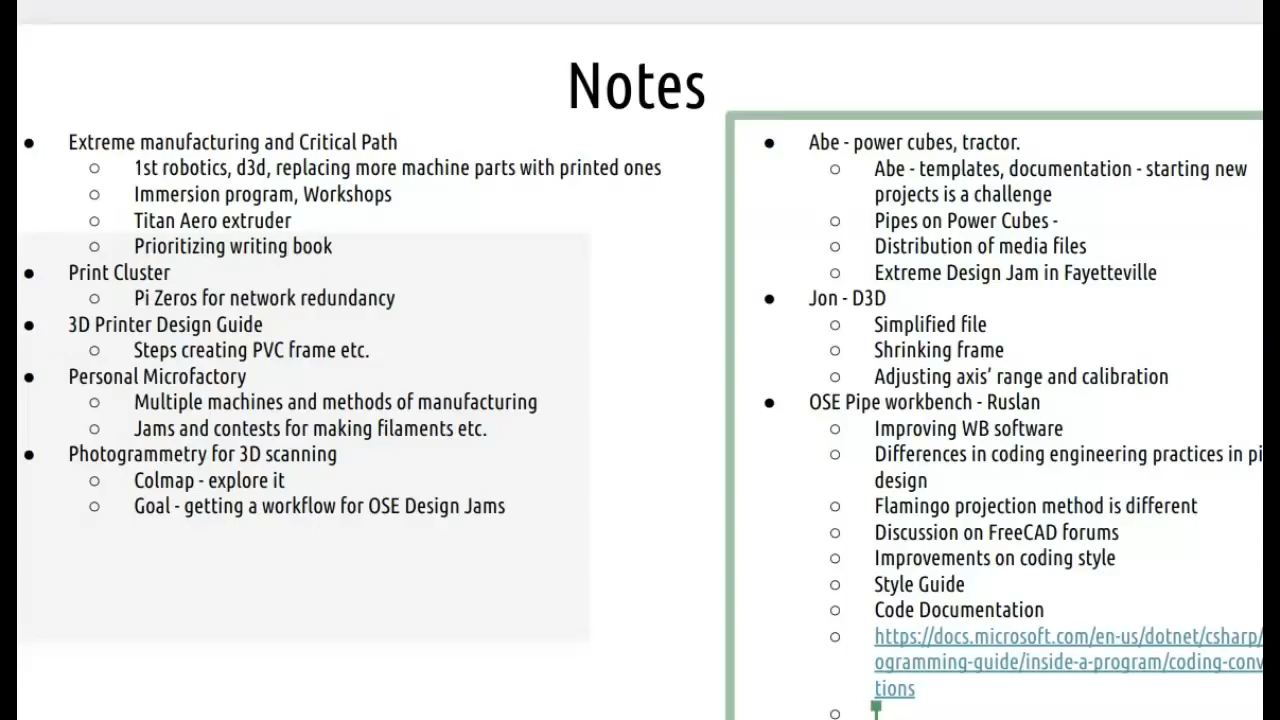 Notes
Extreme manufacturing and Critical Path
1st robotics, d3d, replacing more machine parts with printed ones
Immersion program, Workshops
Titan Aero extruder
Prioritizing writing book
Print Cluster
Pi Zeros for network redundancy
3D Printer Design Guide
Steps creating PVC frame etc.
Personal Microfactory
Multiple machines and methods of manufacturing
Jams and contests for making filaments etc.
Photogrammetry for 3D scanning
Colmap - explore it
Goal - getting a workflow for OSE Design Jams
Abe - power cubes, tractor.
Abe - templates, documentation - starting new
projects is a challenge
Pipes on Power Cubes -
Distribution of media files
Extreme Design Jam in Fayetteville
Jon - D3D
Simplified file
Shrinking frame
Adjusting axis’ range and calibration
OSE Pipe workbench - Ruslan
Improving WB software
Differences in coding engineering practices in pi
design
Flamingo projection method is different
Discussion on FreeCAD forums
Improvements on coding style
Style Guide
Code Documentation
https://docs.microsoft.com/en-us/dotnet/csharp/
ogramming-guide/inside-a-program/coding-conv
tions